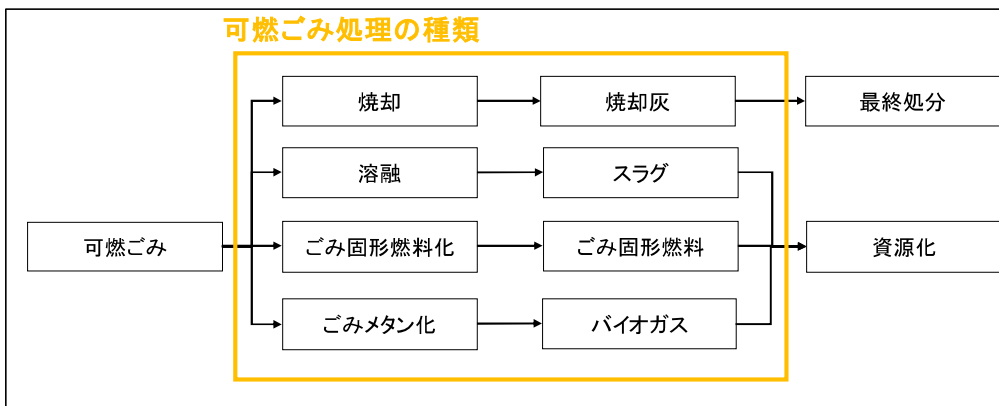 可燃ごみ処理の種類
焼却
焼却灰
最終処分
溶融
スラグ
可燃ごみ
ごみ固形燃料化
ごみ固形燃料
資源化
ごみメタン化
バイオガス